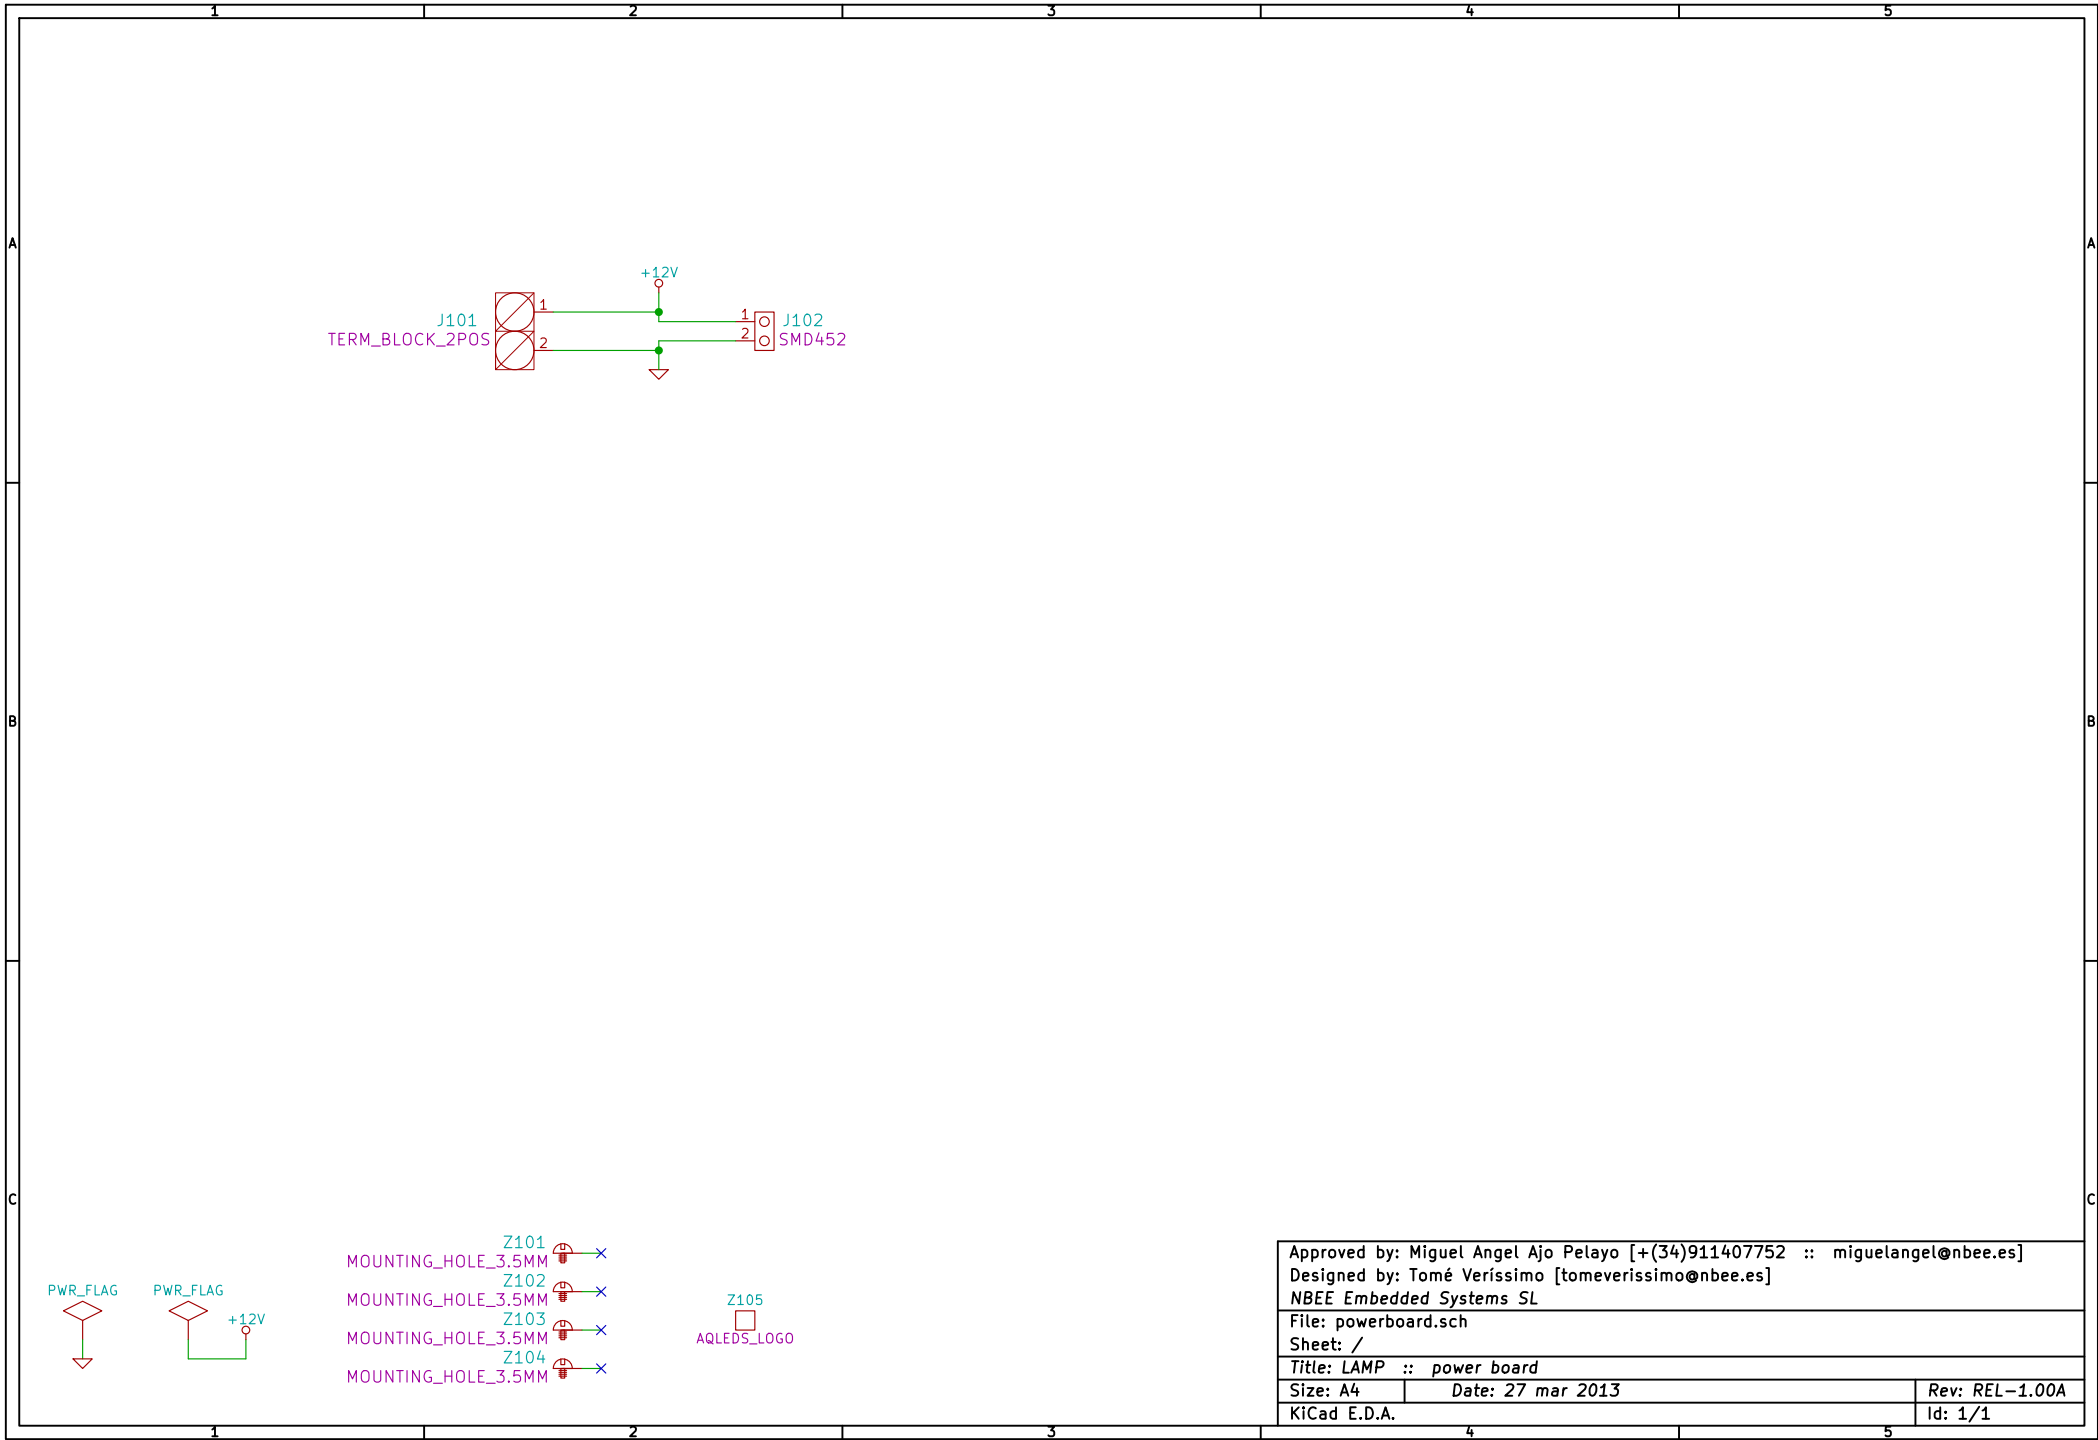 1 2 3 4 5
A A
+12V
J101 1 1 J102
TERM_BLOCK_2POS 2 2 SMD452
B B
C C
Z101
MOUNTING_HOLE_3.5MM
Z102
MOUNTING_HOLE_3.5MM
Z103
MOUNTING_HOLE_3.5MM
Z104
MOUNTING_HOLE_3.5MM
PWR_FLAG PWR_FLAG
+12V
Z105
AQLEDS_LOGO
Approved by: Miguel Angel Ajo Pelayo [+(34)911407752 :: miguelangel@nbee.es]
Designed by: Tomé Veríssimo [tomeverissimo@nbee.es]
NBEE Embedded Systems SL
File: powerboard.sch
Sheet: /
Title: LAMP :: power board
Size: A4 Date: 27 mar 2013 Rev: REL-1.00A
KiCad E.D.A. Id: 1/1
1 2 3 4 5